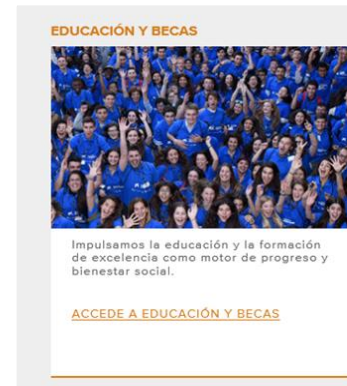 EDUCACIÓN Y BECAS
Impulsamos la educación y la formación
de excelencia como motor de progreso y
bienestar social.
ACCEDE A EDUCACIÓN Y BECAS